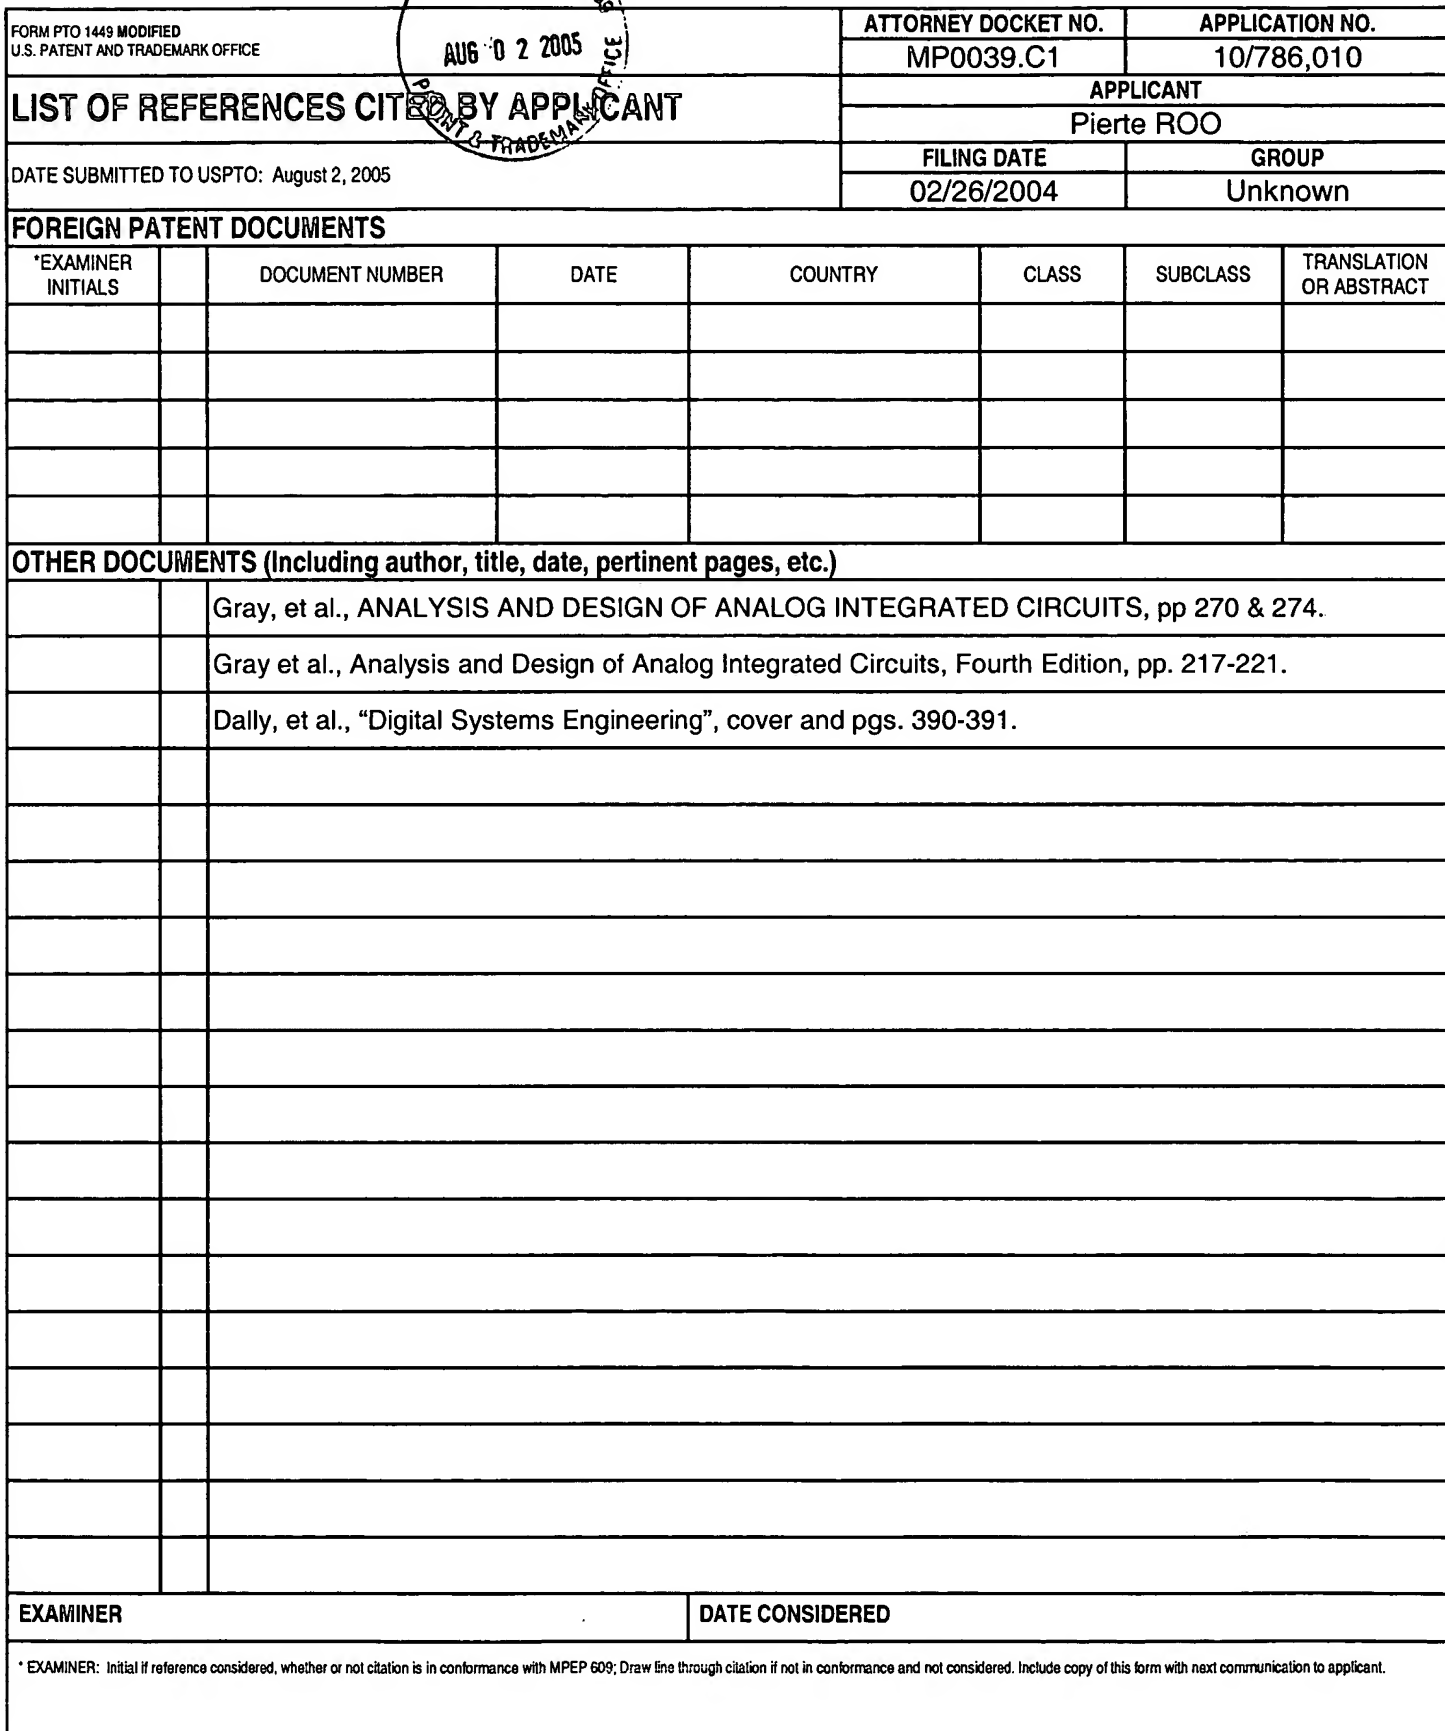 FORM PTO 1449 MODIFIED
U.S. PATENT AND TRADEMARK OFFICE
AUG 0 2 2005
ATTORNEY DOCKET NO.
APPLICATION NO.
MP0039.C1
10/786,010
LIST OF REFERENCES CITED BY APPLICANT
& TRADEMARK OFFICE
APPLICANT
Pierte ROO
DATE SUBMITTED TO USPTO: August 2, 2005
FILING DATE
GROUP
02/26/2004
Unknown
FOREIGN PATENT DOCUMENTS
*EXAMINER
INITIALS
DOCUMENT NUMBER
DATE
COUNTRY
CLASS
SUBCLASS
TRANSLATION
OR ABSTRACT
OTHER DOCUMENTS (Including author, title, date, pertinent pages, etc.)
Gray, et al., ANALYSIS AND DESIGN OF ANALOG INTEGRATED CIRCUITS, pp 270 & 274.
Gray et al., Analysis and Design of Analog Integrated Circuits, Fourth Edition, pp. 217-221.
Dally, et al., “Digital Systems Engineering”, cover and pgs. 390-391.
EXAMINER
DATE CONSIDERED
* EXAMINER: Initial if reference considered, whether or not citation is in conformance with MPEP 609; Draw line through citation if not in conformance and not considered. Include copy of this form with next communication to applicant.